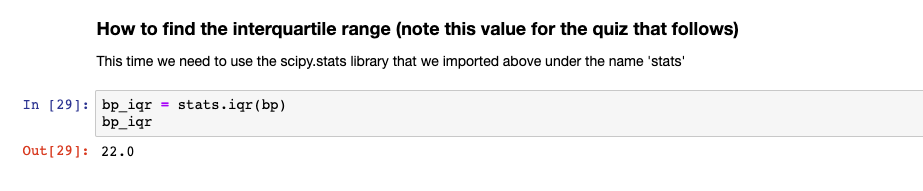 How to find the interquartile range (note this value for the quiz that follows)
This time we need to use the scipy.stats library that we imported above under the name 'stats'
In [29]: bp_iqr = stats.iqr(bp)
bp_iqr
Out[29]: 22.0